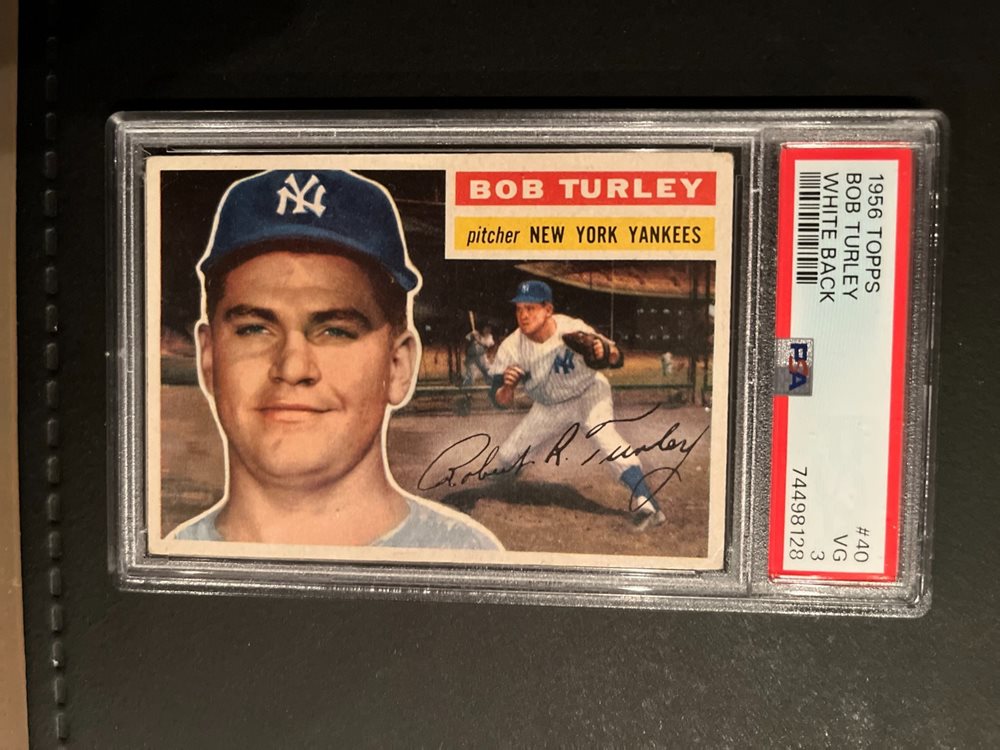 NY
BOB TURLEY
pitcher NEW YORK YANKEES
NY
Robert R. Turley
1956 TOPPS
BOB TURLEY
WHITE BACK
PSA
#40
VG
3
74498128